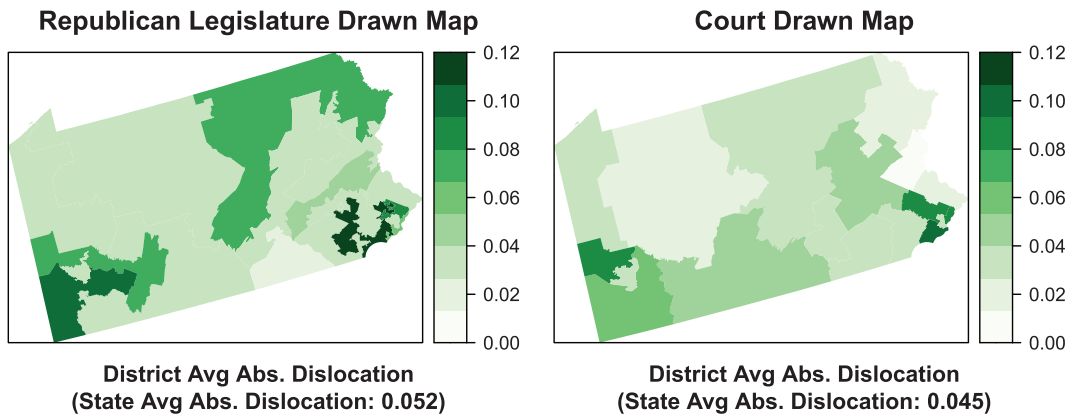 Republican Legislature Drawn Map
Court Drawn Map
0.12
0.10
0.08
0.06
0.04
0.02
0.00
0.12
0.10
0.08
0.06
0.04
0.02
0.00
District Avg Abs. Dislocation
(State Avg Abs. Dislocation: 0.052)
District Avg Abs. Dislocation
(State Avg Abs. Dislocation: 0.045)